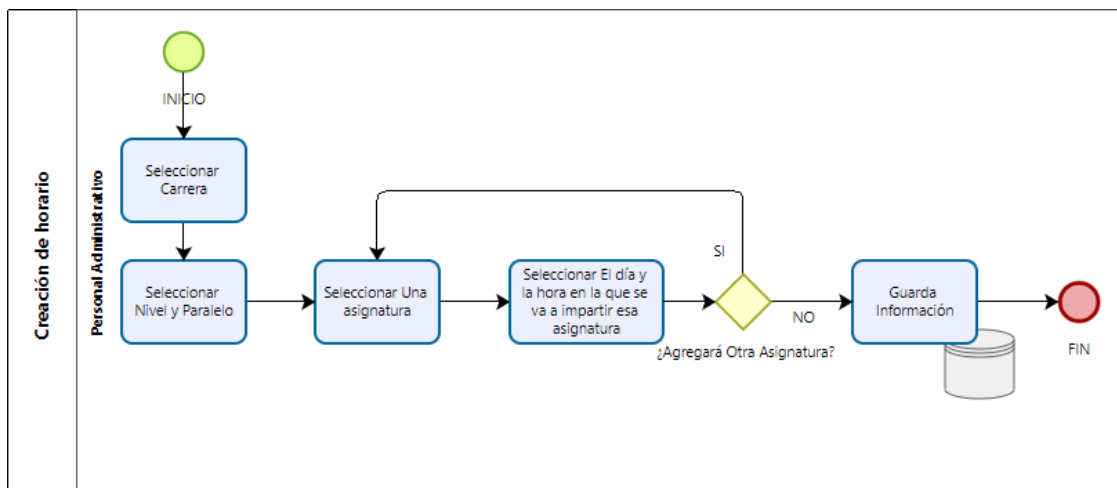 Creación de horario
Personal Administrativo
INICIO
Seleccionar
Carrera
Seleccionar
Nivel y Paralelo
Seleccionar Una
asignatura
Seleccionar El día y
la hora en la que se
va a impartir esa
asignatura
SI
¿Agregará Otra Asignatura?
NO
Guarda
Información
FIN